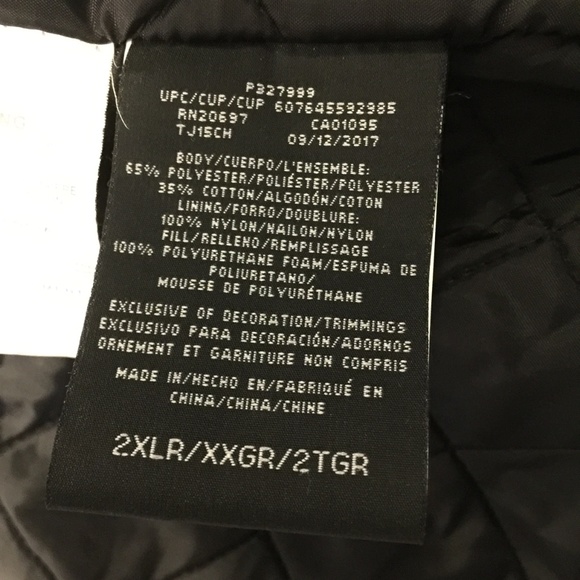 P327999
UPC/CUP/CUP 607645592985
RN20697 CA01095
TJ15CH 09/12/2017
BODY/CUERPO/L'ENSEMBLE:
65% POLYESTER/POLIÉSTER/POLYESTER
35% COTTON/ALGODÓN/COTON
LINING/FORRO/DOUBLURE:
100% NYLON/NAILON/NYLON
FILL/RELLENO/REMPLISSAGE
100% POLYURETHANE FOAM/ESPUMA DE
POLIURETANO/
MOUSSE DE POLYURÉTHANE
EXCLUSIVE OF DECORATION/TRIMMINGS
EXCLUSIVO PARA DECORACIÓN/ADORNOS
ORNEMENT ET GARNITURE NON COMPRIS
MADE IN/HECHO EN/FABRIQUÉ EN
CHINA/CHINA/CHINE
2XLR/XXGR/2TGR